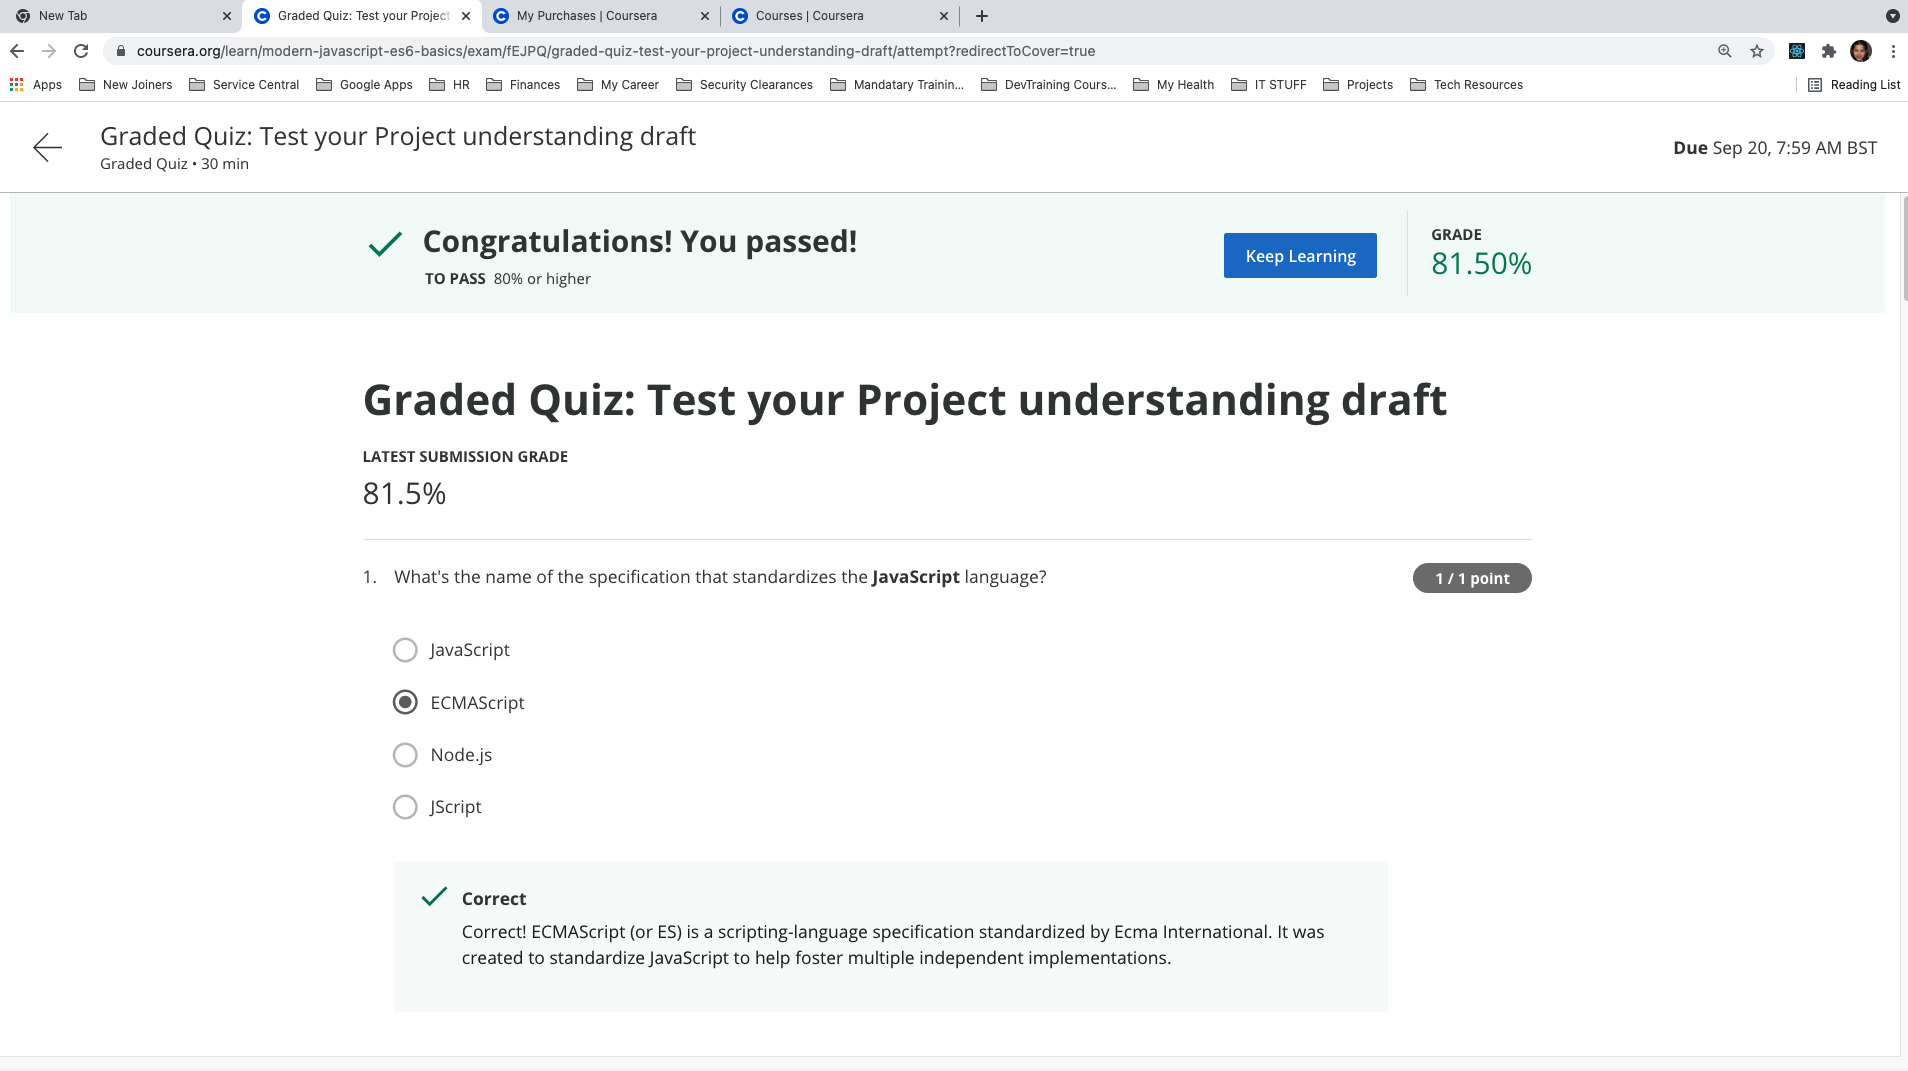 New Tab
Graded Quiz: Test your Project
My Purchases | Coursera
Courses | Coursera
coursera.org/learn/modern-javascript-es6-basics/exam/fEJPQ/graded-quiz-test-your-project-understanding-draft/attempt?redirectToCover=true
Apps New Joiners Service Central Google Apps HR Finances My Career Security Clearances Mandatary Trainin... DevTraining Cours... My Health IT STUFF Projects Tech Resources Reading List
Graded Quiz: Test your Project understanding draft
Graded Quiz • 30 min
Due Sep 20, 7:59 AM BST
Congratulations! You passed!
TO PASS 80% or higher
Keep Learning
GRADE
81.50%
Graded Quiz: Test your Project understanding draft
LATEST SUBMISSION GRADE
81.5%
1. What's the name of the specification that standardizes the JavaScript language?
1 / 1 point
JavaScript
ECMAScript
Node.js
JScript
Correct
Correct! ECMAScript (or ES) is a scripting-language specification standardized by Ecma International. It was
created to standardize JavaScript to help foster multiple independent implementations.